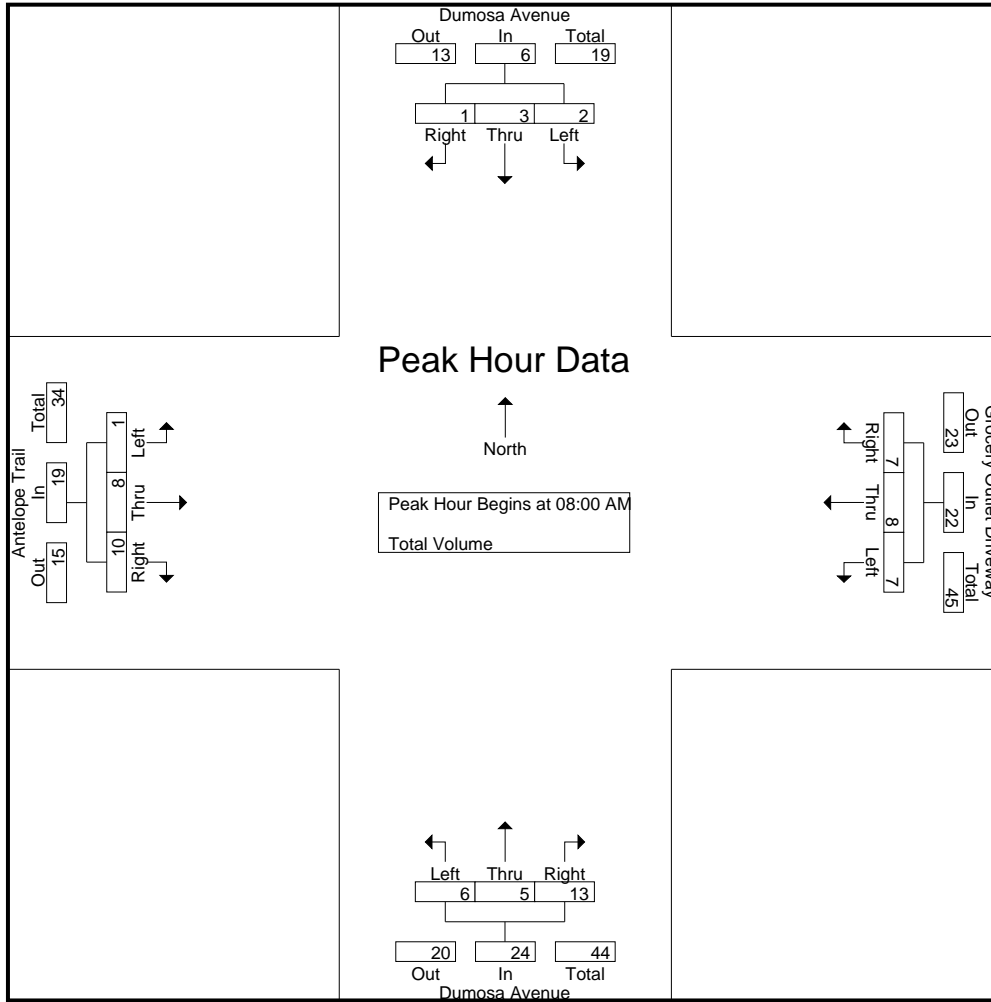 Dumosa Avenue
Out In Total
13 6 19
1 3 2
Right Thru Left
Peak Hour Data
North
Peak Hour Begins at 08:00 AM
Total Volume
Antelope Trail
Total In Out
34 19 15
1 8 10
Left Thru Right
Grocery Outlet Driveway
Out In Total
23 22 45
Right Thru Left
7 8 7
Left Thru Right
6 5 13
20 24 44
Out In Total
Dumosa Avenue